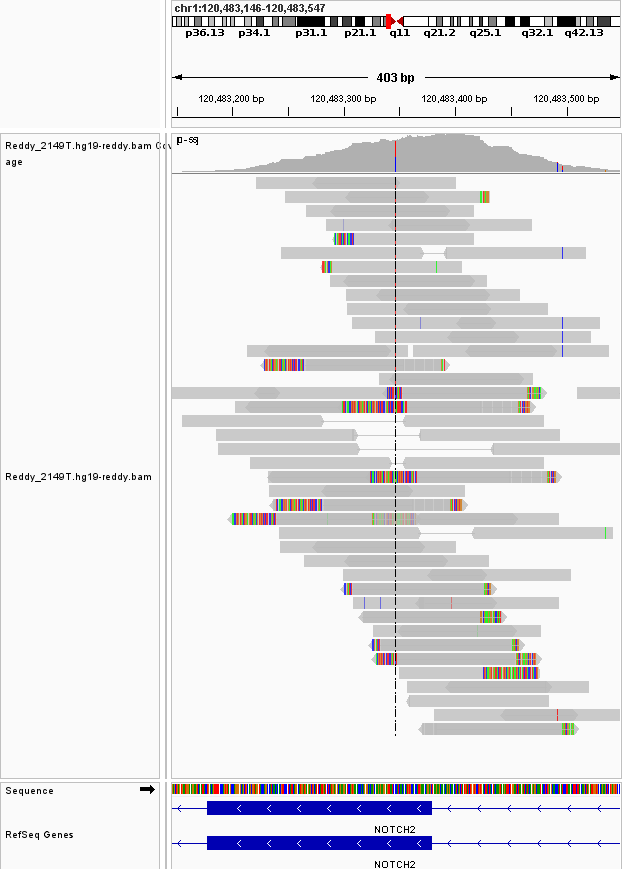 chr1:120,483,146-120,483,547
p36.13 p34.1 p31.1 p21.1 q11 q21.2 q25.1 q32.1 q42.13
403 bp
120,483,200 bp 120,483,300 bp 120,483,400 bp 120,483,500 bp
Reddy_2149T.hg19-reddy.bam
age
Reddy_2149T.hg19-reddy.bam
Sequence
NOTCH2
RefSeq Genes
NOTCH2